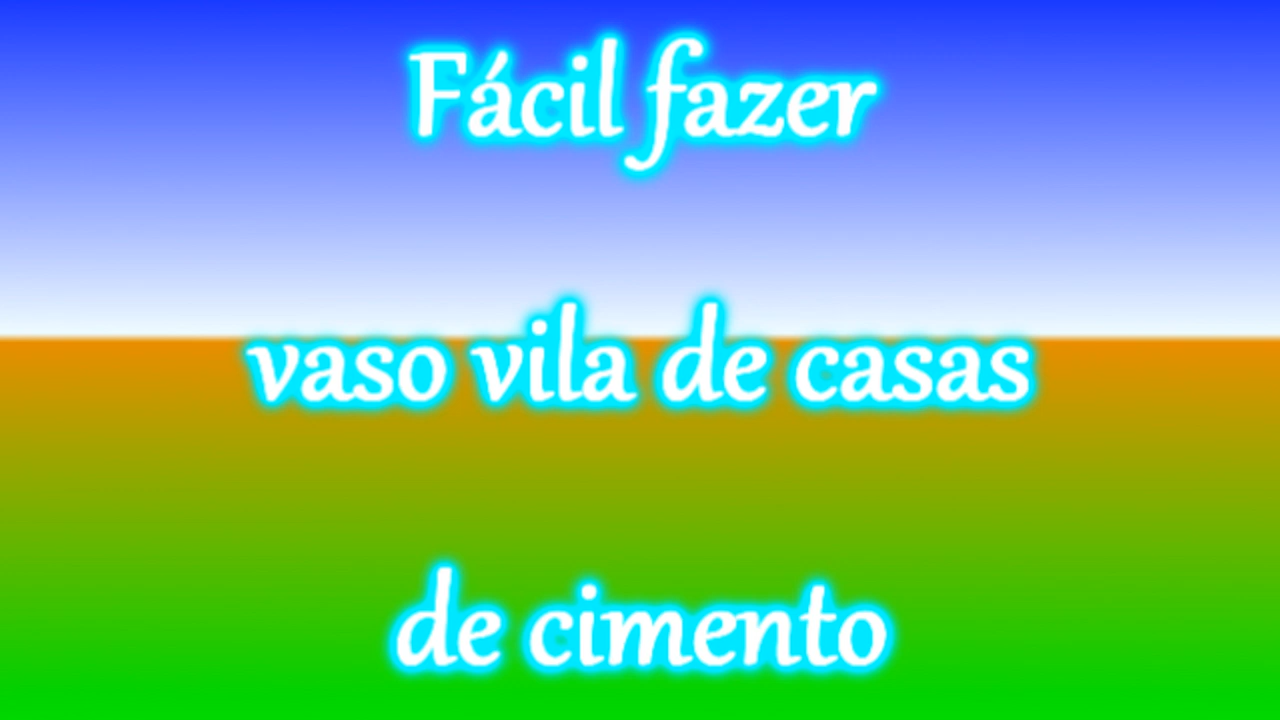 Fácil fazer
vaso vila de casas
de cimento